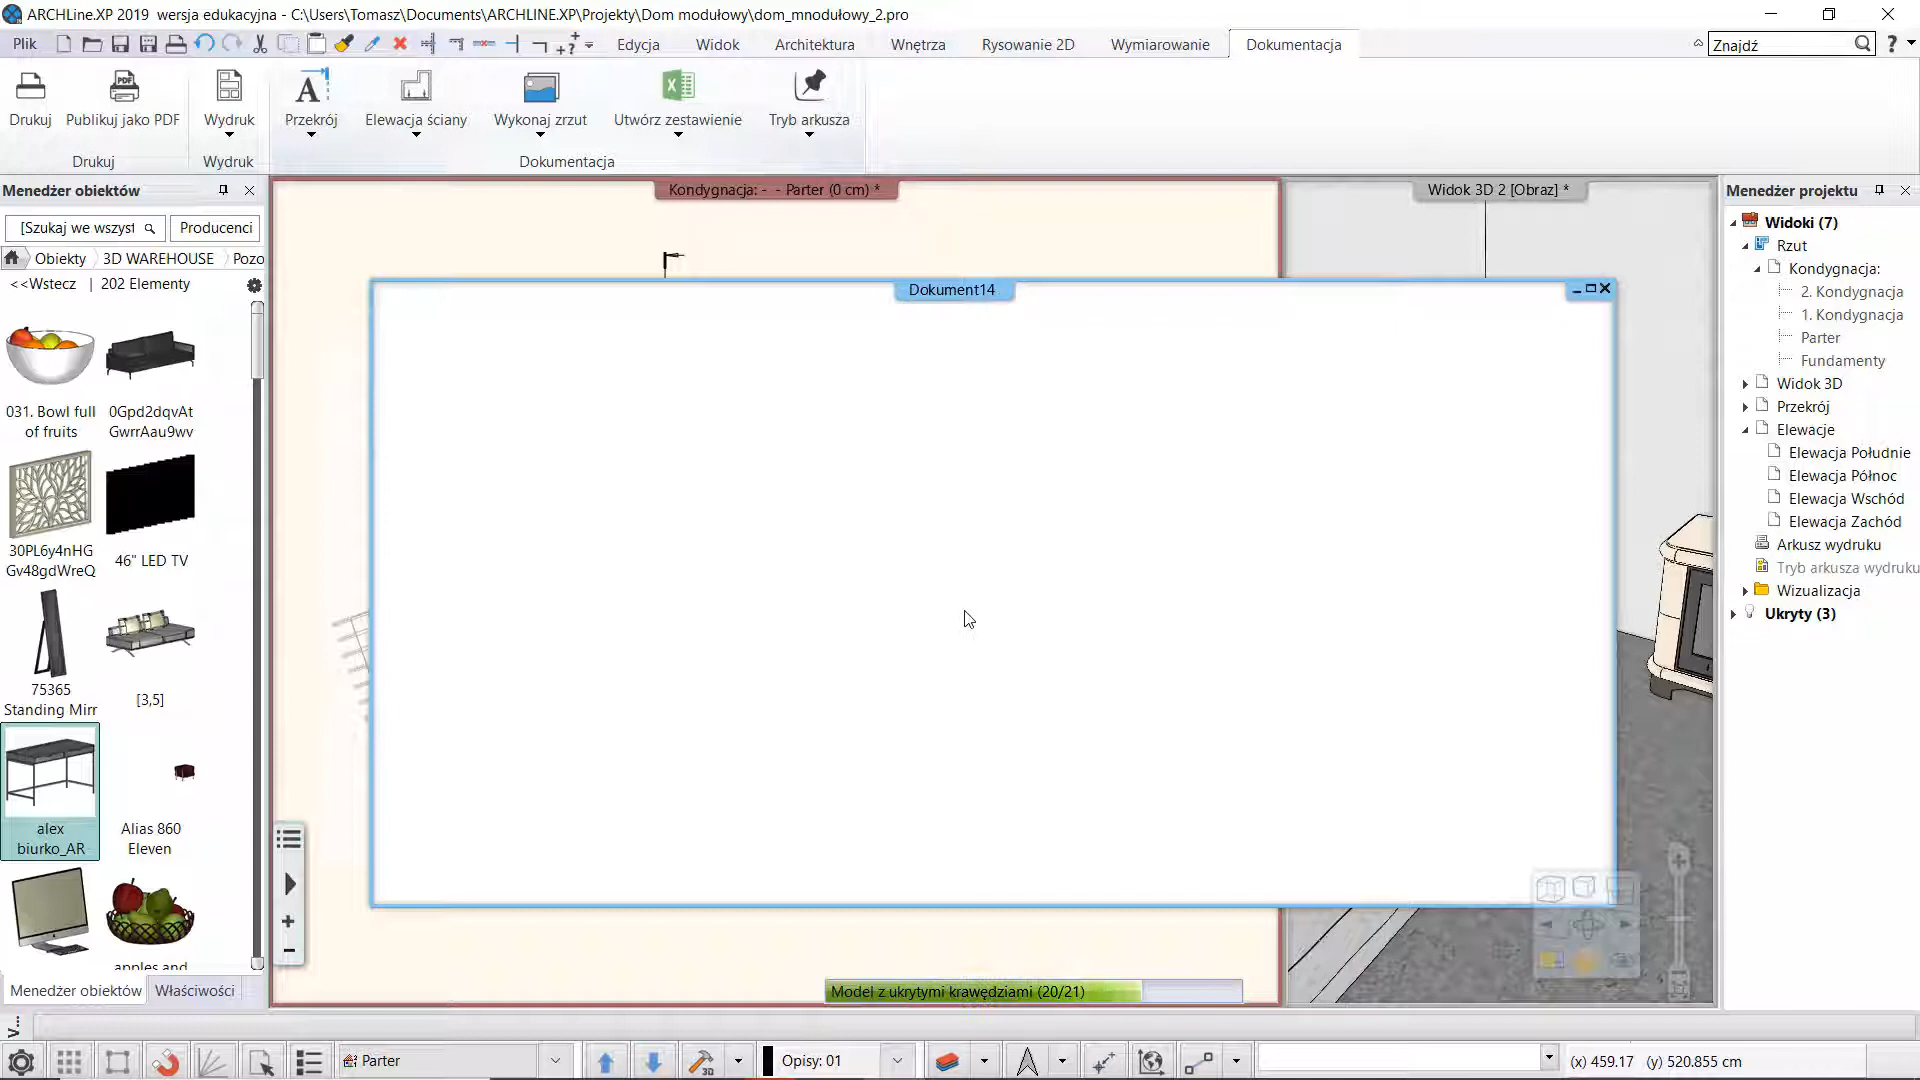 ARCHLine.XP 2019 wersja edukacyjna - C:\Users\Tomasz\Documents\ARCHLINE.XP\Projekty\Dom modułowy\dom_mnodułowy_2.pro
Plik
Edycja
Widok
Architektura
Wnętrza
Rysowanie 2D
Wymiarowanie
Dokumentacja
Znajdź
Drukuj
Publikuj jako PDF
Wydruk
Przekrój
Elewacja ściany
Wykonaj zrzut
Utwórz zestawienie
Tryb arkusza
Drukuj
Wydruk
Dokumentacja
Menedżer obiektów
[Szukaj we wszyst
Producenci
Obiekty
3D WAREHOUSE
Pozo
<<Wstecz | 202 Elementy
031. Bowl full
of fruits
0Gpd2dqvAt
GwrrAau9wv
30PL6y4nHG
Gv48gdWreQ
46" LED TV
75365
Standing Mirr
[3,5]
alex
biurko_AR
Alias 860
Eleven
apples and
Menedżer obiektów
Właściwości
Kondygnacja: - - Parter (0 cm) *
Widok 3D 2 [Obraz] *
Dokument14
Model z ukrytymi krawędziami (20/21)
Menedżer projektu
Widoki (7)
Rzut
Kondygnacja:
2. Kondygnacja
1. Kondygnacja
Parter
Fundamenty
Widok 3D
Przekrój
Elewacje
Elewacja Południe
Elewacja Północ
Elewacja Wschód
Elewacja Zachód
Arkusz wydruku
Tryb arkusza wydruku
Wizualizacja
Ukryty (3)
Parter
Opisy: 01
(x) 459.17 (y) 520.855 cm